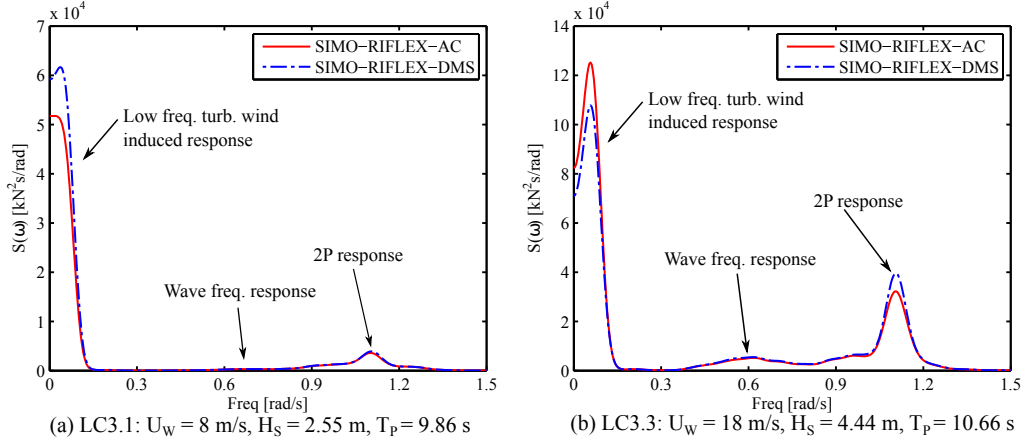 x 10⁴
7
6
5
4
3
2
1
0
S(ω) [kN²s/rad]
SIMO−RIFLEX−AC
SIMO−RIFLEX−DMS
Low freq. turb. wind
induced response
2P response
Wave freq. response
0 0.3 0.6 0.9 1.2 1.5
Freq [rad/s]
(a) LC3.1: U_W = 8 m/s, H_S = 2.55 m, T_P = 9.86 s
x 10⁴
14
12
10
8
6
4
2
0
S(ω) [kN²s/rad]
SIMO−RIFLEX−AC
SIMO−RIFLEX−DMS
Low freq. turb. wind
induced response
2P response
Wave freq. response
0 0.3 0.6 0.9 1.2 1.5
Freq [rad/s]
(b) LC3.3: U_W = 18 m/s, H_S = 4.44 m, T_P = 10.66 s